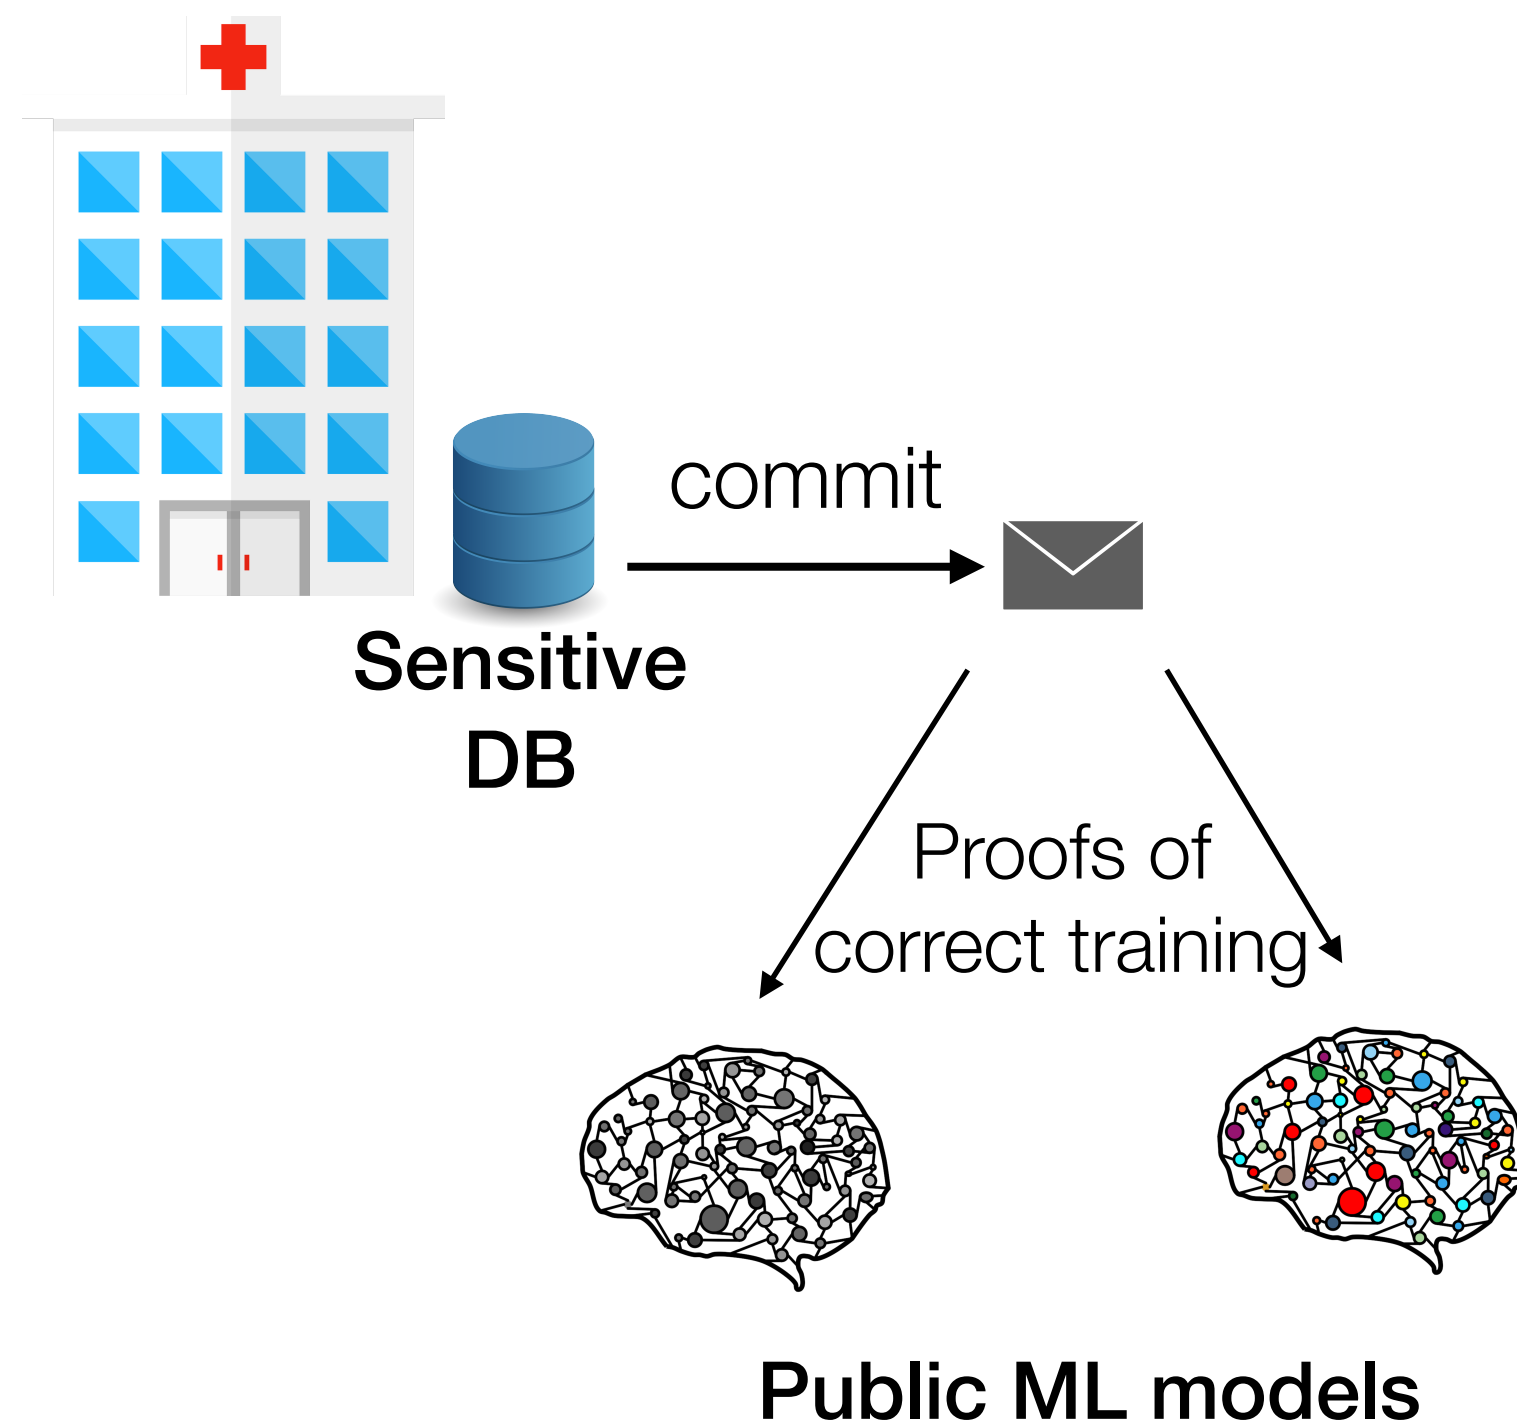 commit
Sensitive
DB
Proofs of
correct training
Public ML models